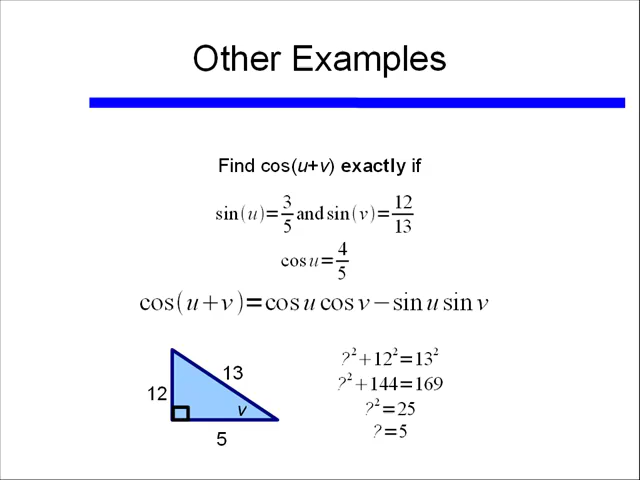 Other Examples
Find cos(u+v) exactly if
sin(u)=3/5 and sin(v)=12/13
cos u=4/5
cos(u+v)=cos u cos v−sin u sin v
?²+12²=13²
?²+144=169
?²=25
?=5
13
12
v
5